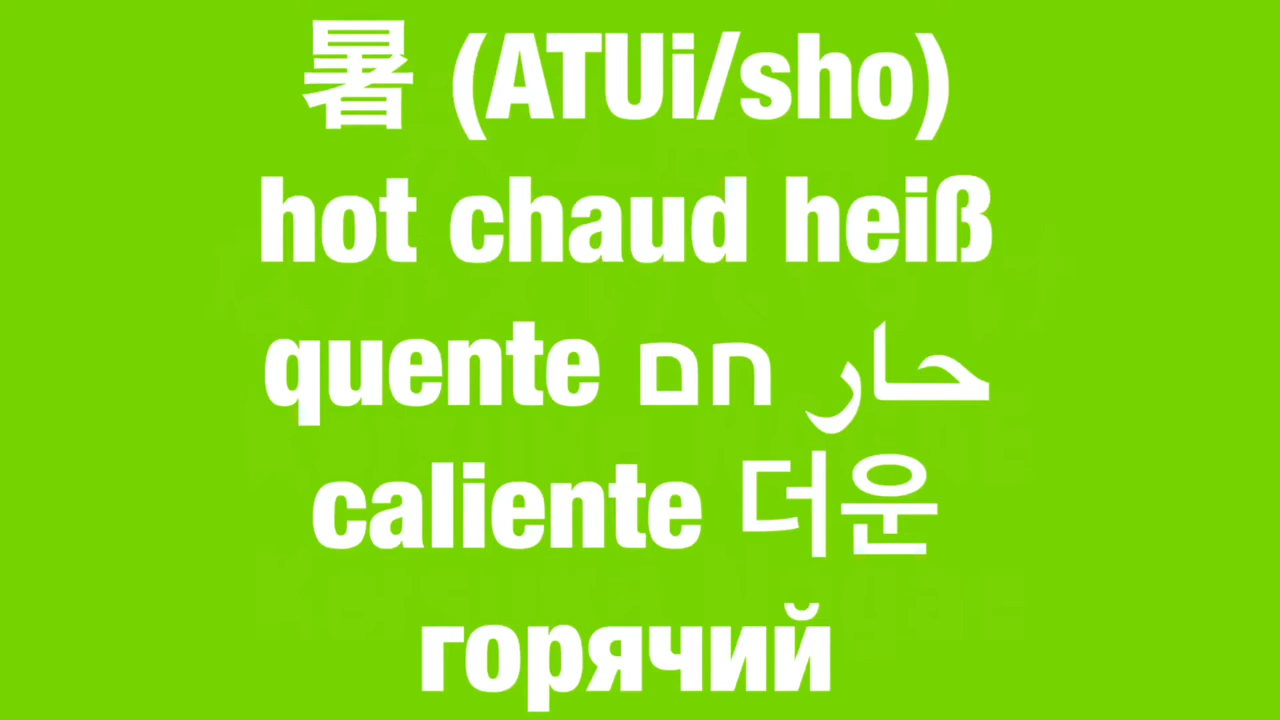 暑 (ATUi/sho)
hot chaud heiß
quente חם حار
caliente 더운
горячий